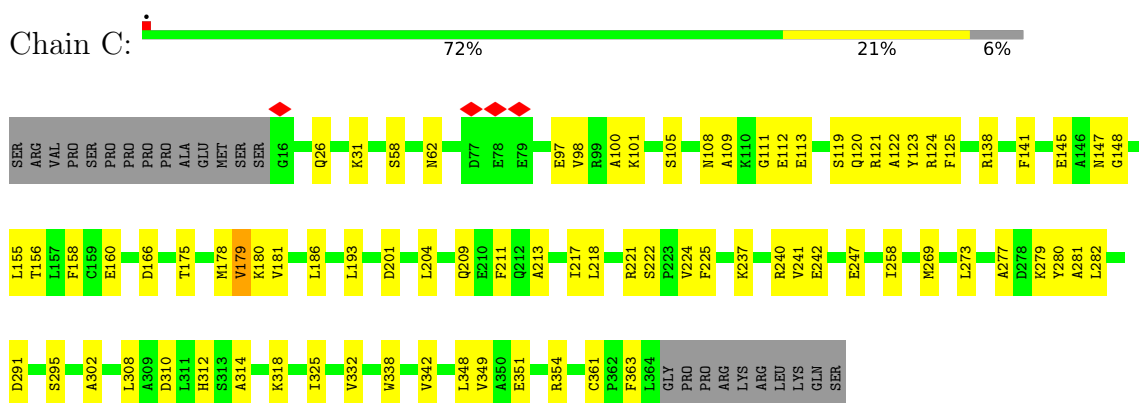 Chain C:
72% 21% 6%
SER ARG VAL PRO SER PRO PRO PRO PRO ALA GLU MET SER SER G16 Q26 K31 S58 N62 D77 E78 E79 E97 V98 R99 A100 K101 S105 N108 A109 K110 G111 E112 E113 S119 Q120 R121 A122 Y123 R124 F125 R138 F141 E145 A146 N147 G148
L155 T156 L157 F158 C159 E160 D166 T175 M178 V179 K180 V181 L186 L193 D201 L204 Q209 E210 F211 Q212 A213 I217 L218 R221 S222 P223 V224 F225 K237 R240 V241 E242 E247 I258 M269 L273 A277 D278 K279 Y280 A281 L282
D291 S295 A302 L308 A309 D310 L311 H312 S313 A314 K318 I325 V332 W338 V342 L348 V349 A350 E351 R354 C361 P362 F363 L364 GLY PRO PRO ARG LYS ARG LEU LYS GLN SER